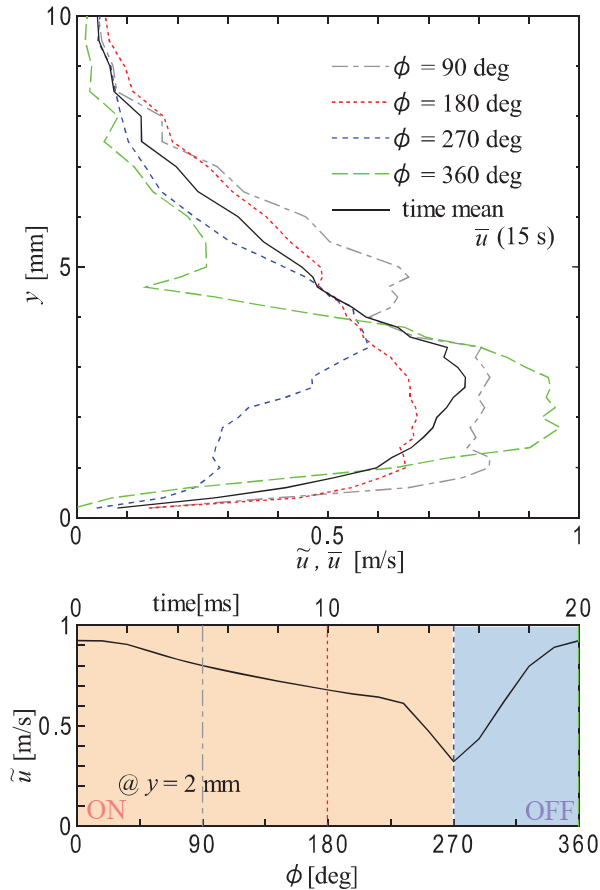 10
ϕ = 90 deg
ϕ = 180 deg
ϕ = 270 deg
ϕ = 360 deg
time mean
ū (15 s)
y [mm]
5
0
0
0.5
1
ũ , ū [m/s]
time[ms]
0
10
20
1
ũ [m/s]
0.5
@ y = 2 mm
ON
OFF
0
0
90
180
270
360
ϕ [deg]